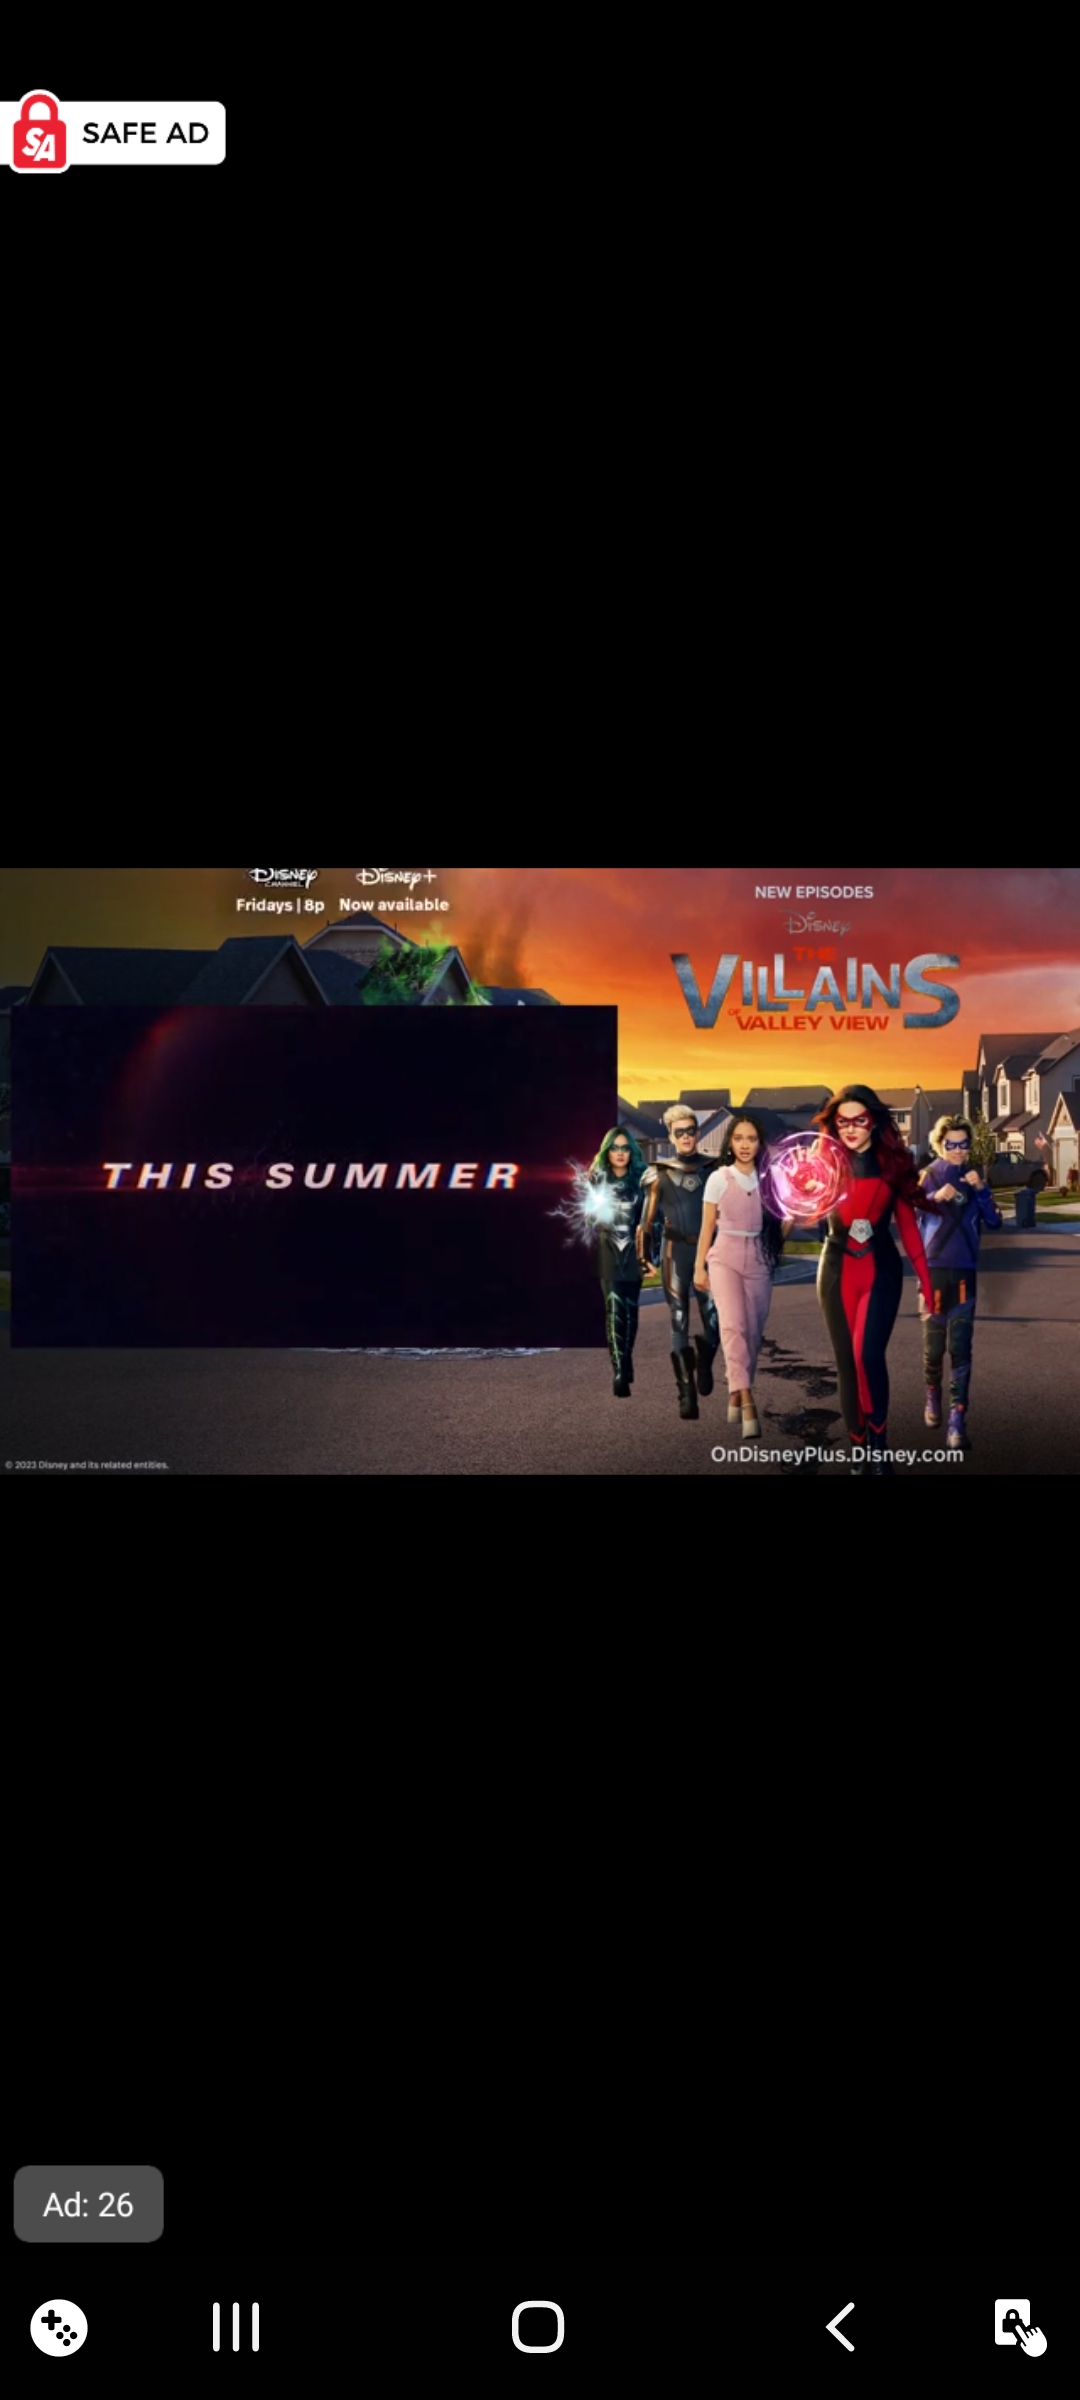 SA SAFE AD
Disney CHANNEL Disney+
Fridays | 8p Now available
NEW EPISODES
Disney
THE
VILLAINS
OF VALLEY VIEW
THIS SUMMER
OnDisneyPlus.Disney.com
© 2023 Disney and its related entities.
Ad: 26